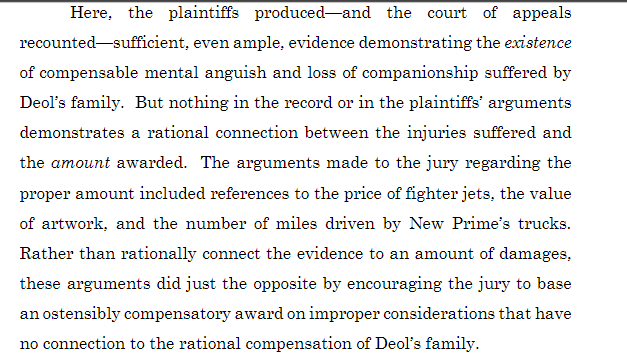 Here, the plaintiffs produced—and the court of appeals
recounted—sufficient, even ample, evidence demonstrating the existence
of compensable mental anguish and loss of companionship suffered by
Deol's family.  But nothing in the record or in the plaintiffs' arguments
demonstrates a rational connection between the injuries suffered and
the amount awarded.  The arguments made to the jury regarding the
proper amount included references to the price of fighter jets, the value
of artwork, and the number of miles driven by New Prime's trucks.
Rather than rationally connect the evidence to an amount of damages,
these arguments did just the opposite by encouraging the jury to base
an ostensibly compensatory award on improper considerations that have
no connection to the rational compensation of Deol's family.